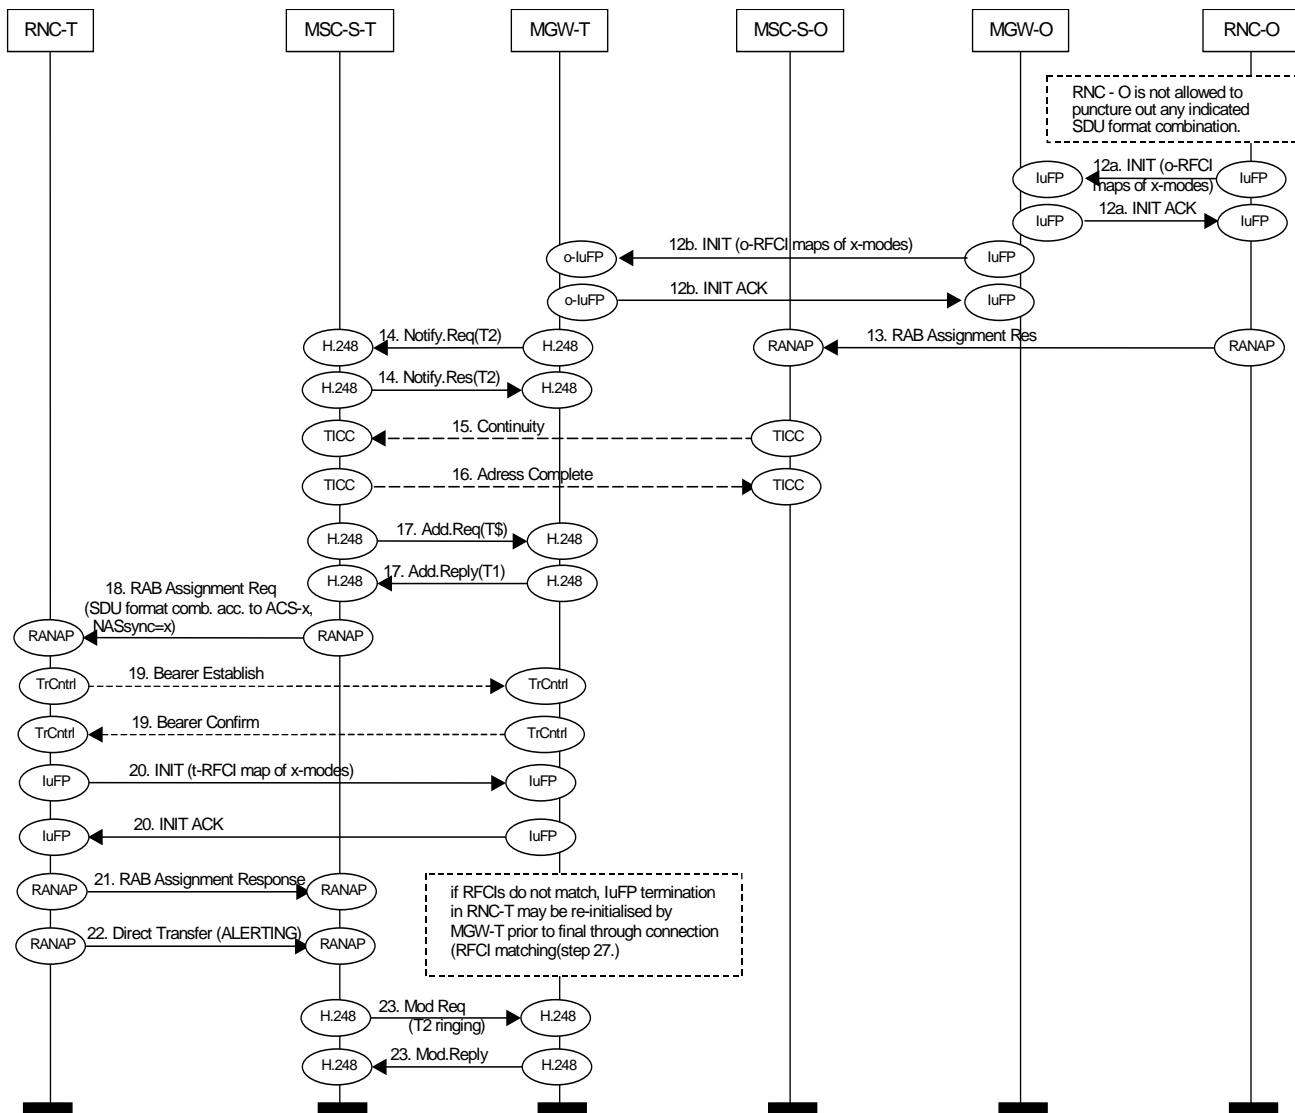 RNC-T
MSC-S-T
MGW-T
MSC-S-O
MGW-O
RNC-O
RNC - O is not allowed to
puncture out any indicated
SDU format combination.
IuFP
12a. INIT (o-RFCI
maps of x-modes)
IuFP
IuFP
12a. INIT ACK
IuFP
o-IuFP
12b. INIT (o-RFCI maps of x-modes)
IuFP
o-IuFP
12b. INIT ACK
IuFP
H.248
14. Notify.Req(T2)
H.248
RANAP
13. RAB Assignment Res
RANAP
H.248
14. Notify.Res(T2)
H.248
TICC
15. Continuity
TICC
TICC
16. Adress Complete
TICC
H.248
17. Add.Req(T$)
H.248
H.248
17. Add.Reply(T1)
H.248
18. RAB Assignment Req
(SDU format comb. acc. to ACS-x,
NASsync=x)
RANAP
RANAP
TrCntrl
19. Bearer Establish
TrCntrl
TrCntrl
19. Bearer Confirm
TrCntrl
IuFP
20. INIT (t-RFCI map of x-modes)
IuFP
IuFP
20. INIT ACK
IuFP
RANAP
21. RAB Assignment Response
RANAP
if RFCIs do not match, IuFP termination
in RNC-T may be re-initialised by
MGW-T prior to final through connection
(RFCI matching(step 27.)
RANAP
22. Direct Transfer (ALERTING)
RANAP
H.248
23. Mod Req
(T2 ringing)
H.248
H.248
23. Mod.Reply
H.248